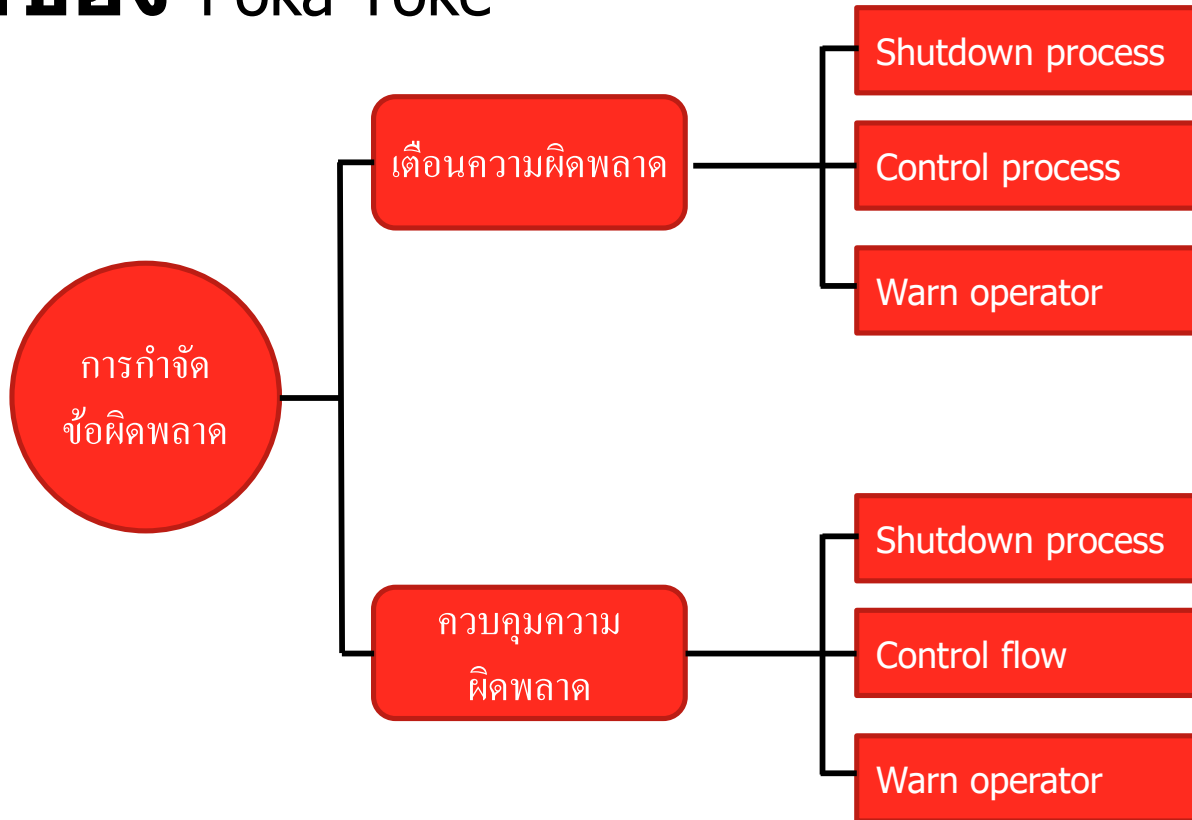 ของ Poka Yoke
Shutdown process
เตือนความผิดพลาด
Control process
Warn operator
การกำจัด
ข้อผิดพลาด
Shutdown process
ควบคุมความ
ผิดพลาด
Control flow
Warn operator